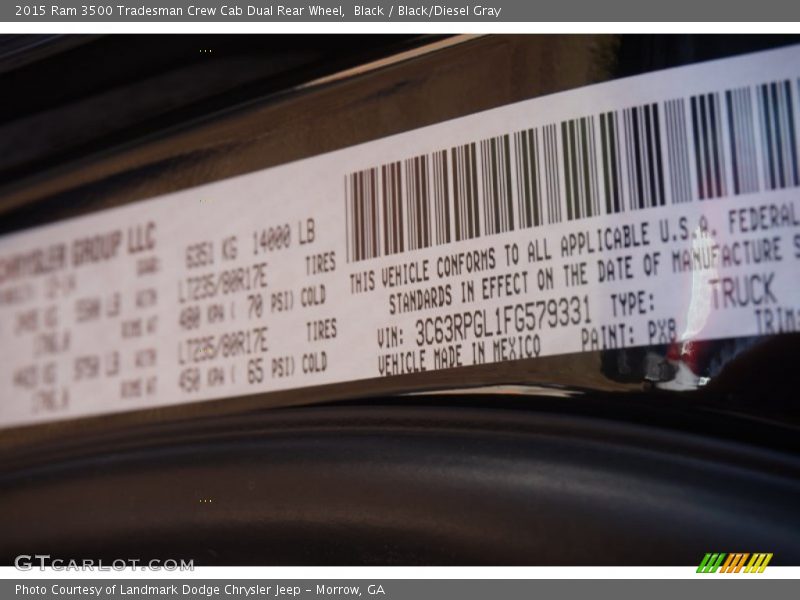 2015 Ram 3500 Tradesman Crew Cab Dual Rear Wheel, Black / Black/Diesel Gray
CHRYSLER GROUP LLC
6351 KG 14000 LB
TIRES
LT235/80R17E
480 KPA ( 70 PSI) COLD
TIRES
LT235/80R17E
450 KPA ( 65 PSI) COLD
THIS VEHICLE CONFORMS TO ALL APPLICABLE U.S.A. FEDERAL
STANDARDS IN EFFECT ON THE DATE OF MANUFACTURE S
VIN: 3C63RPGL1FG579331 TYPE: TRUCK
VEHICLE MADE IN MEXICO PAINT: PX8 TRIM:
GTCARLOT.COM
Photo Courtesy of Landmark Dodge Chrysler Jeep – Morrow, GA